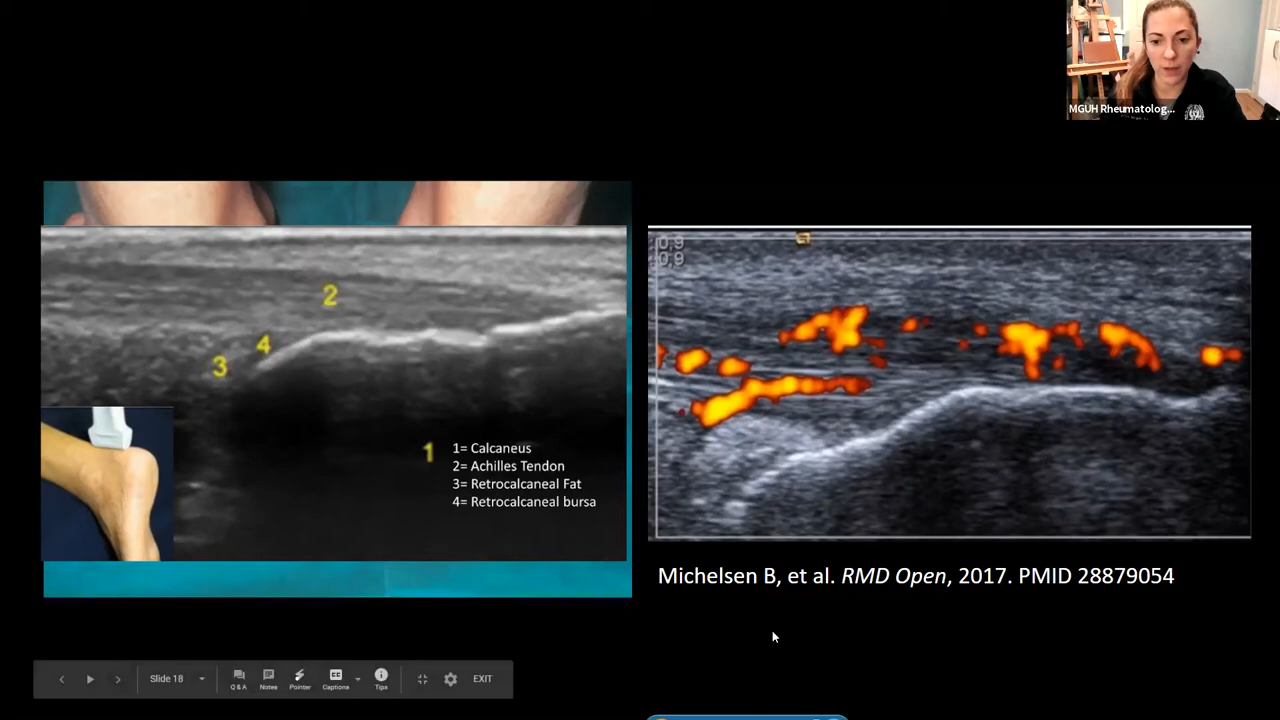 MGUH Rheumatolog...
2
4
3
1
1= Calcaneus
2= Achilles Tendon
3= Retrocalcaneal Fat
4= Retrocalcaneal bursa
0,9
0,9
Michelsen B, et al. RMD Open, 2017. PMID 28879054
Slide 18
Q & A
Notes
Pointer
CC
Captions
Tips
EXIT